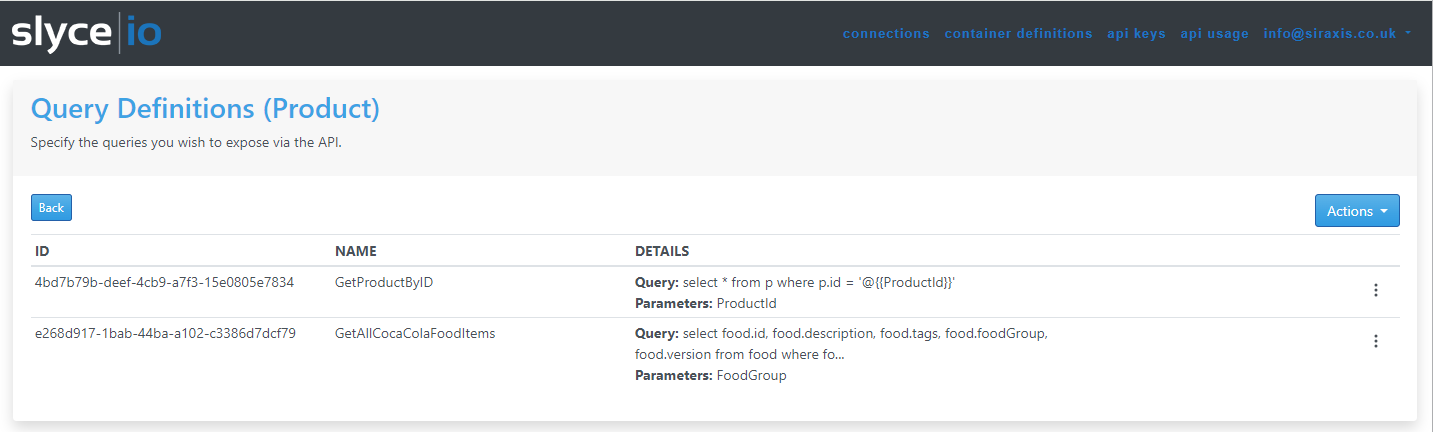 slyce|io
connections container definitions api keys api usage info@siraxis.co.uk
Query Definitions (Product)
Specify the queries you wish to expose via the API.
Back
Actions
ID NAME DETAILS
4bd7b79b-deef-4cb9-a7f3-15e0805e7834 GetProductByID Query: select * from p where p.id = '@{{ProductId}}'
Parameters: ProductId
e268d917-1bab-44ba-a102-c3386d7dcf79 GetAllCocaColaFoodItems Query: select food.id, food.description, food.tags, food.foodGroup,
food.version from food where fo...
Parameters: FoodGroup